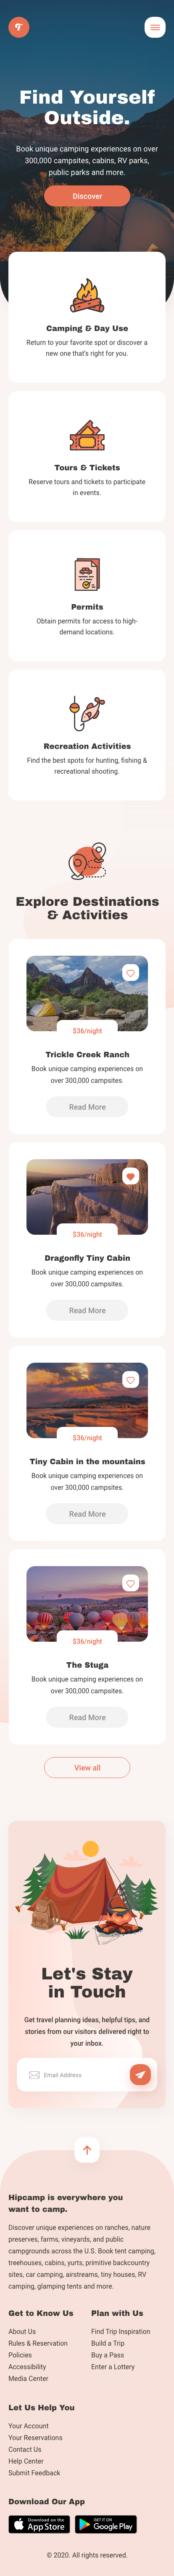 Find Yourself
Outside.
Book unique camping experiences on over
300,000 campsites, cabins, RV parks,
public parks and more.
Discover
Camping & Day Use
Return to your favorite spot or discover a
new one that's right for you.
Tours & Tickets
Reserve tours and tickets to participate
in events.
Permits
Obtain permits for access to high-
demand locations.
Recreation Activities
Find the best spots for hunting, fishing &
recreational shooting.
Explore Destinations
& Activities
$36/night
Trickle Creek Ranch
Book unique camping experiences on
over 300,000 campsites.
Read More
$36/night
Dragonfly Tiny Cabin
Book unique camping experiences on
over 300,000 campsites.
Read More
$36/night
Tiny Cabin in the mountains
Book unique camping experiences on
over 300,000 campsites.
Read More
$36/night
The Stuga
Book unique camping experiences on
over 300,000 campsites.
Read More
View all
Let's Stay
in Touch
Get travel planning ideas, helpful tips, and
stories from our visitors delivered right to
your inbox.
Email Address
Hipcamp is everywhere you
want to camp.
Discover unique experiences on ranches, nature
preserves, farms, vineyards, and public
campgrounds across the U.S. Book tent camping,
treehouses, cabins, yurts, primitive backcountry
sites, car camping, airstreams, tiny houses, RV
camping, glamping tents and more.
Get to Know Us
About Us
Rules & Reservation
Policies
Accessibility
Media Center
Plan with Us
Find Trip Inspiration
Build a Trip
Buy a Pass
Enter a Lottery
Let Us Help You
Your Account
Your Reservations
Contact Us
Help Center
Submit Feedback
Download Our App
Download on the
App Store
GET IT ON
Google Play
© 2020. All rights reserved.